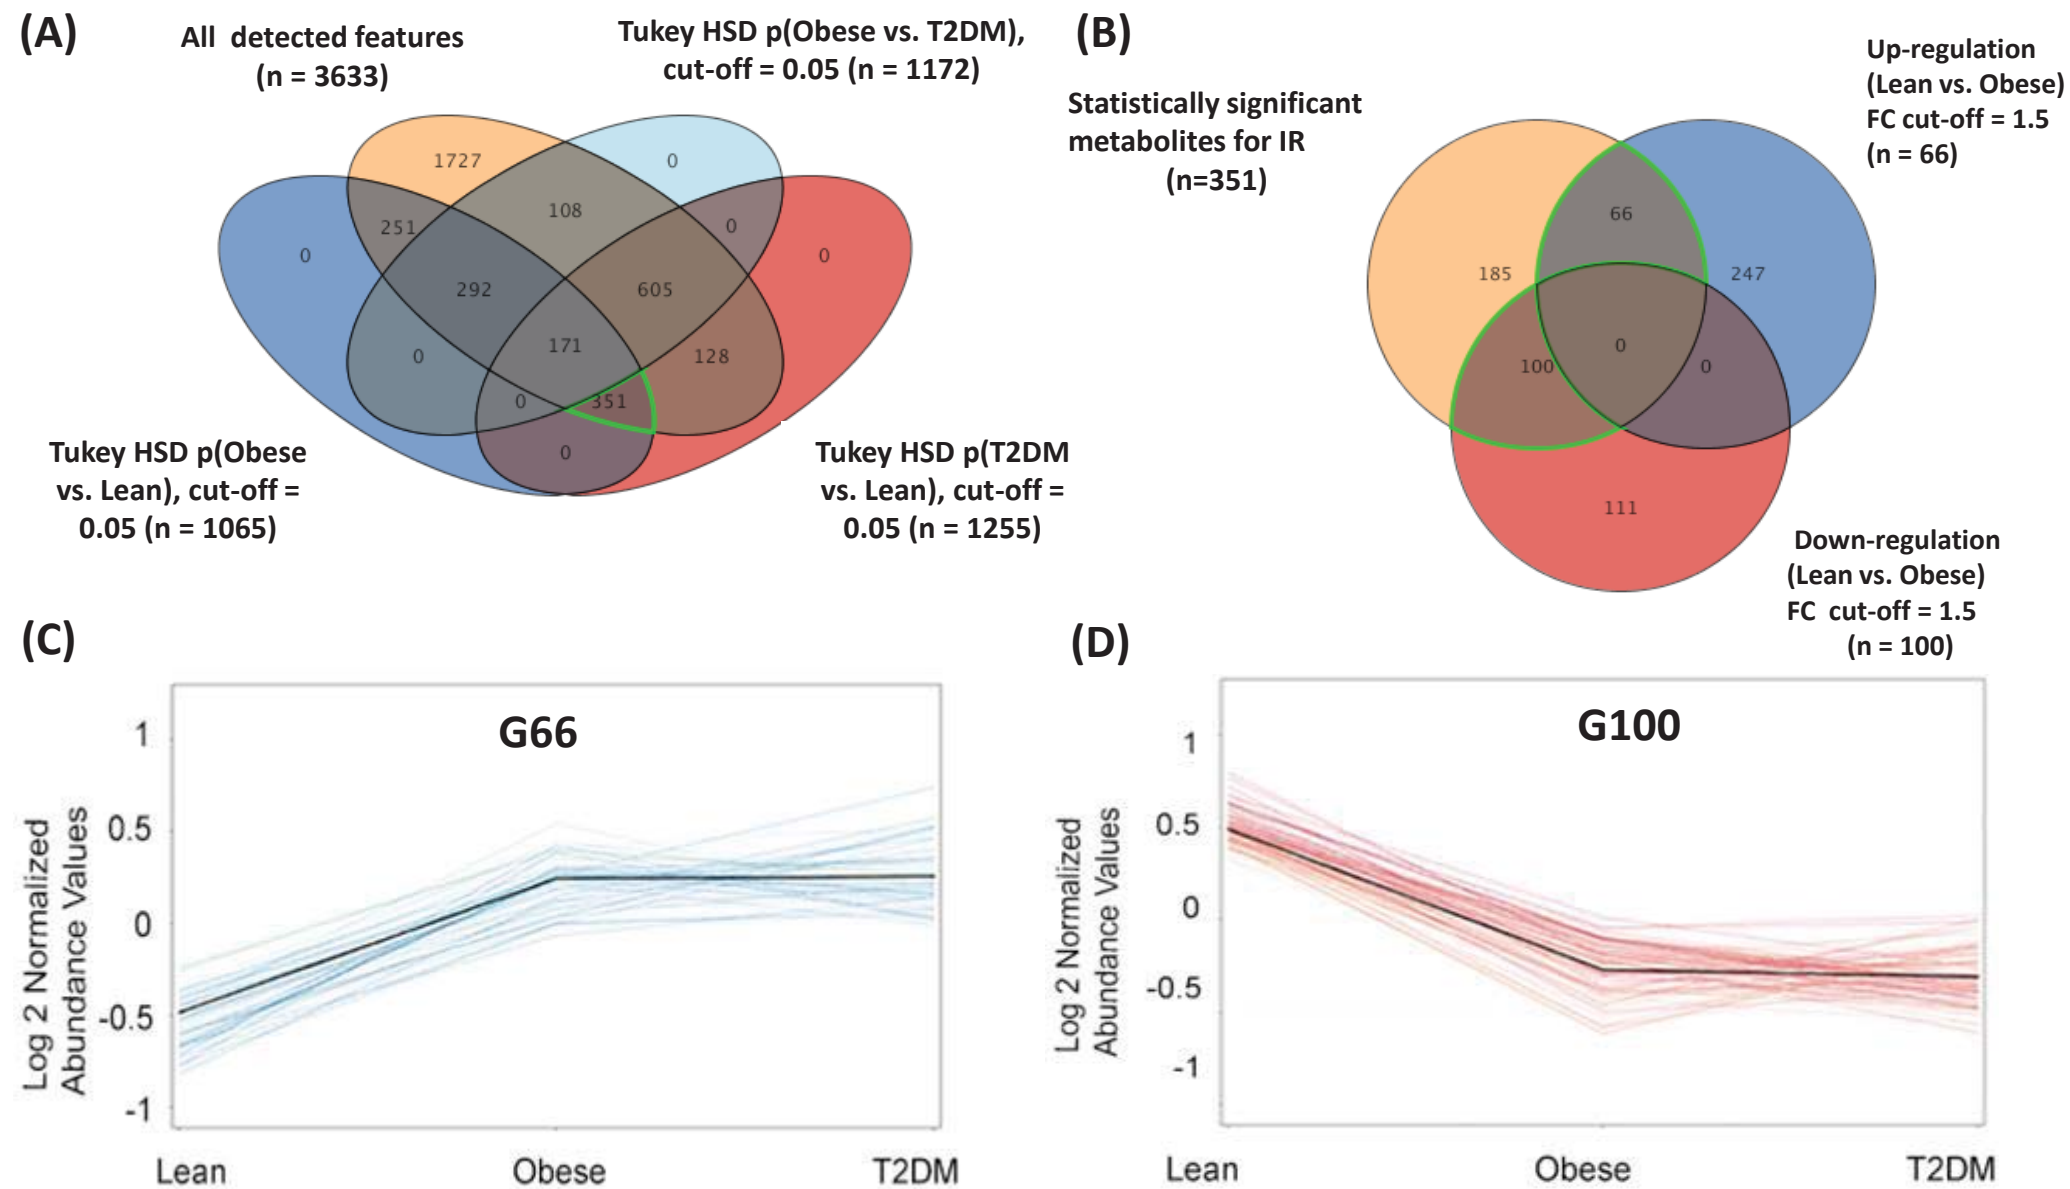 (A)
All detected features
(n = 3633)
Tukey HSD p(Obese vs. T2DM),
cut-off = 0.05 (n = 1172)
1727
0
251
108
0
0
0
292
605
0
171
128
0
351
0
Tukey HSD p(Obese
vs. Lean), cut-off =
0.05 (n = 1065)
Tukey HSD p(T2DM
vs. Lean), cut-off =
0.05 (n = 1255)
(B)
Statistically significant
metabolites for IR
(n=351)
Up-regulation
(Lean vs. Obese)
FC cut-off = 1.5
(n = 66)
66
185
247
0
100
0
111
Down-regulation
(Lean vs. Obese)
FC cut-off = 1.5
(n = 100)
(C)
G66
Log 2 Normalized
Abundance Values
1
0.5
0
-0.5
-1
Lean
Obese
T2DM
(D)
G100
Log 2 Normalized
Abundance Values
1
0.5
0
-0.5
-1
Lean
Obese
T2DM